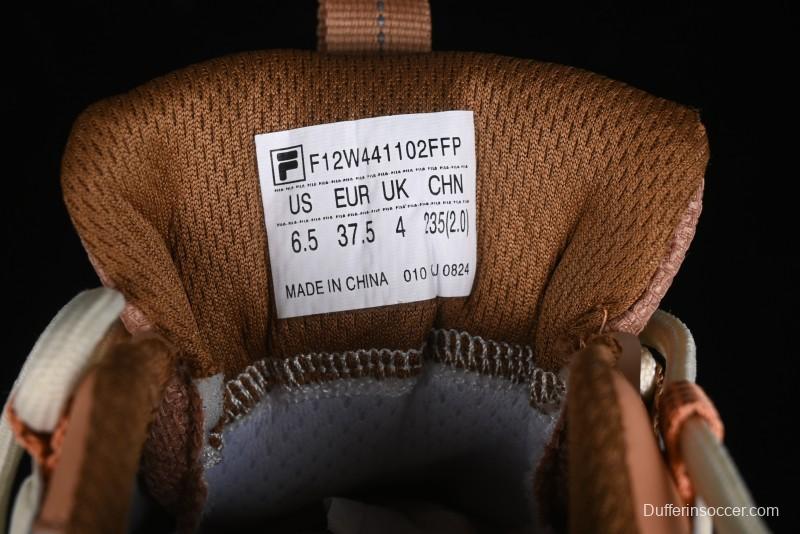 F12W441102FFP
US EUR UK CHN
6.5 37.5 4 235(2.0)
MADE IN CHINA 010 U 0824
Dufferinsoccer.com